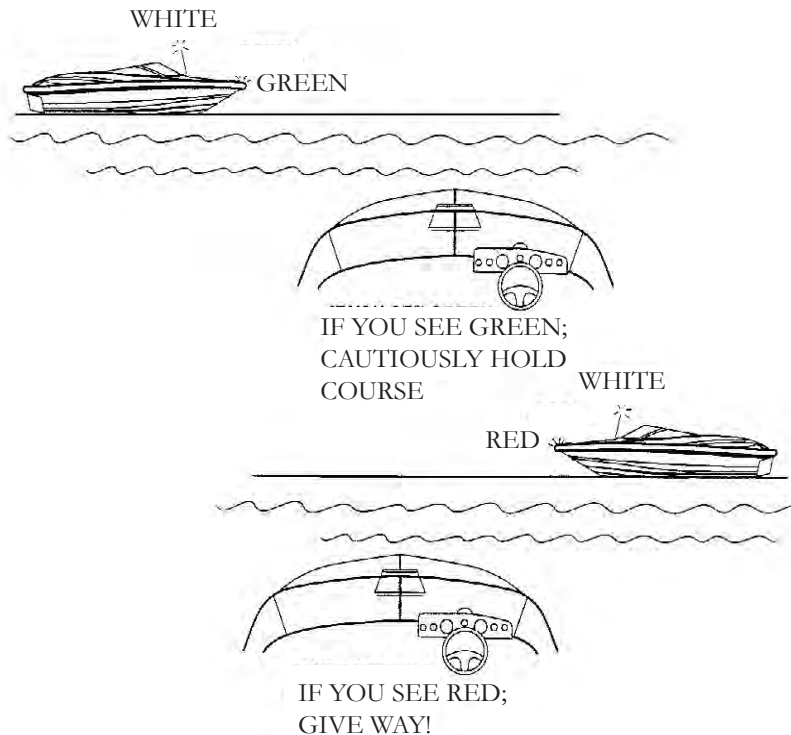 WHITE
GREEN
IF YOU SEE GREEN;
CAUTIOUSLY HOLD
COURSE
WHITE
RED
IF YOU SEE RED;
GIVE WAY!